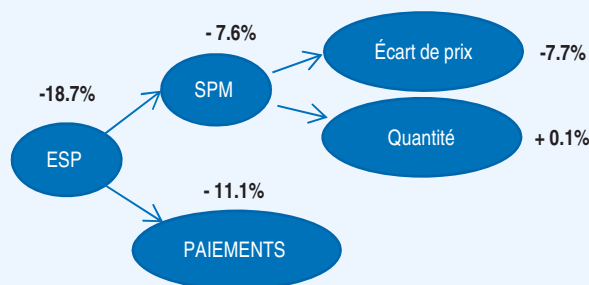 - 7.6%
Écart de prix
-7.7%
-18.7%
SPM
Quantité
+ 0.1%
ESP
- 11.1%
PAIEMENTS